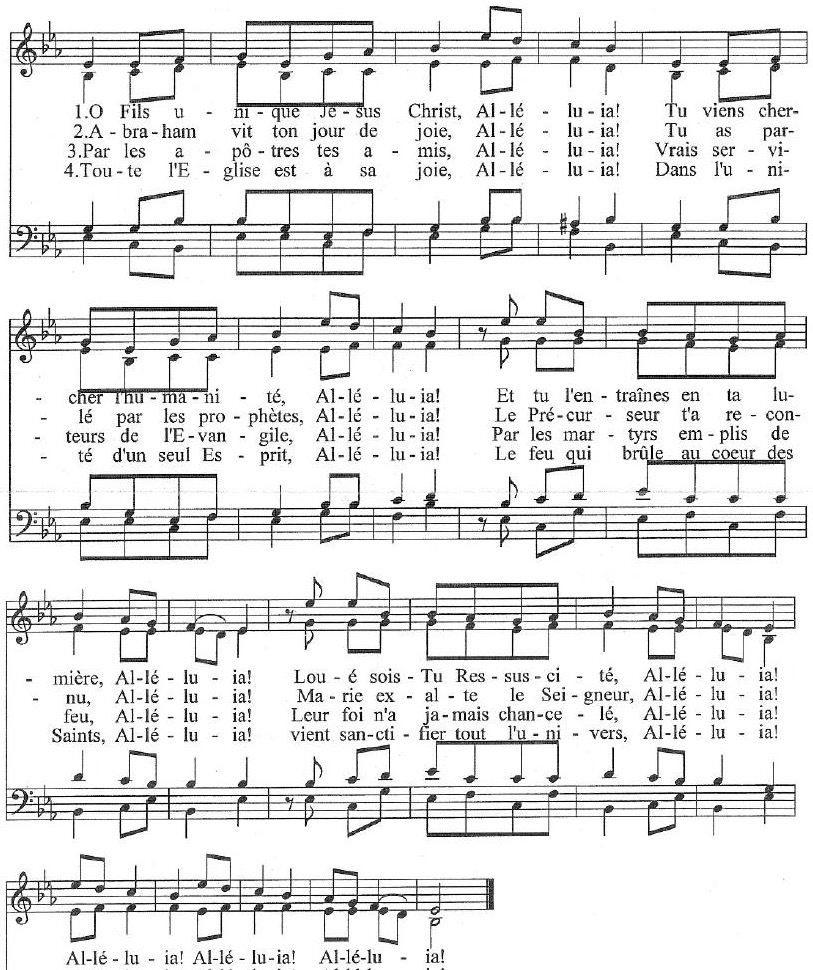 1.O Fils u - ni - que Jé - sus Christ, Al - lé - lu - ia! Tu viens cher-
2.A - bra - ham vit ton jour de joie, Al - lé - lu - ia! Tu as par-
3.Par les a - pô - tres tes a - mis, Al - lé - lu - ia! Vrais ser - vi-
4.Tou - te l'E - glise est à sa joie, Al - lé - lu - ia! Dans l'u - ni-
- cher l'hu - ma - ni - té, Al - lé - lu - ia! Et tu l'en - traînes en ta lu-
- lé par les pro - phètes, Al - lé - lu - ia! Le Pré - cur - seur t'a re - con-
- teurs de l'E - van - gile, Al - lé - lu - ia! Par les mar - tyrs em - plis de
- té d'un seul Es - prit, Al - lé - lu - ia! Le feu qui brûle au coeur des
- mière, Al - lé - lu - ia! Lou - é sois - Tu Res - sus - ci - té, Al - lé - lu - ia!
- nu, Al - lé - lu - ia! Ma - rie ex - al - te le Sei - gneur, Al - lé - lu - ia!
feu, Al - lé - lu - ia! Leur foi n'a ja - mais chan - ce - lé, Al - lé - lu - ia!
Saints, Al - lé - lu - ia! vient sanc - ti - fier tout l'u - ni - vers, Al - lé - lu - ia!
Al - lé - lu - ia! Al - lé - lu - ia! Al - lé - lu - ia!